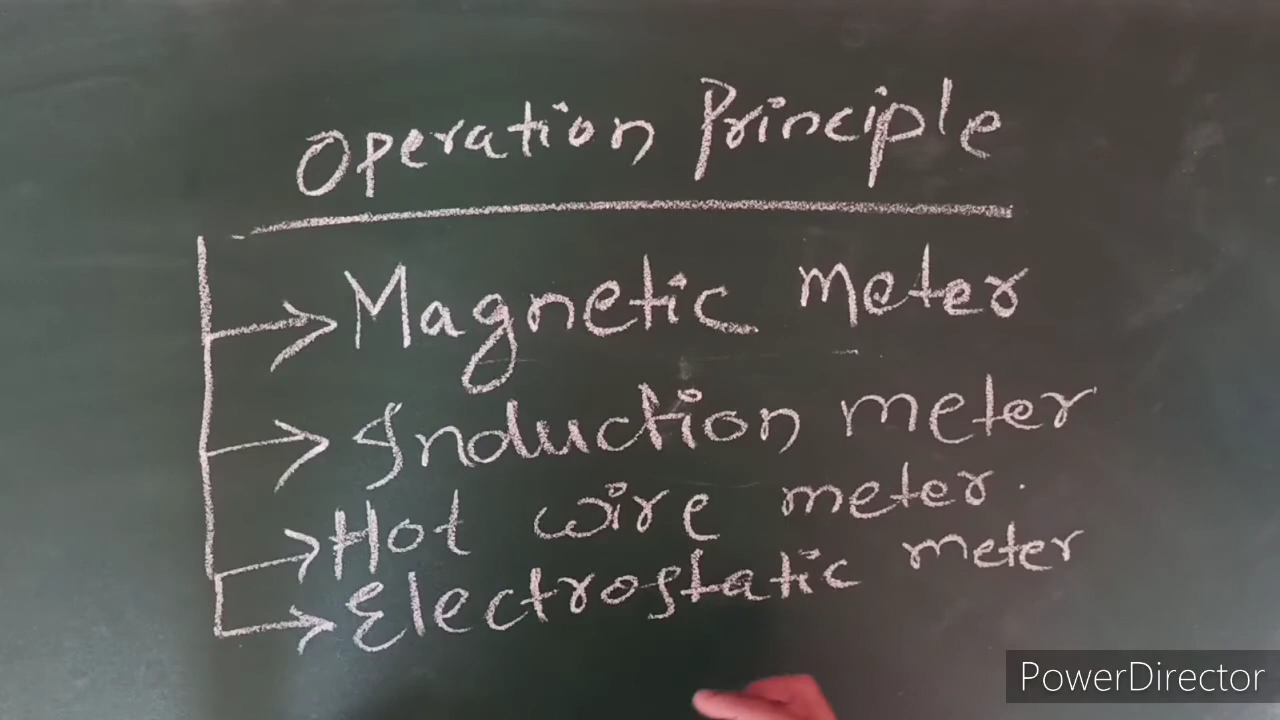 Operation Principle
Magnetic meter
Induction meter
Hot wire meter.
Electrostatic meter
PowerDirector